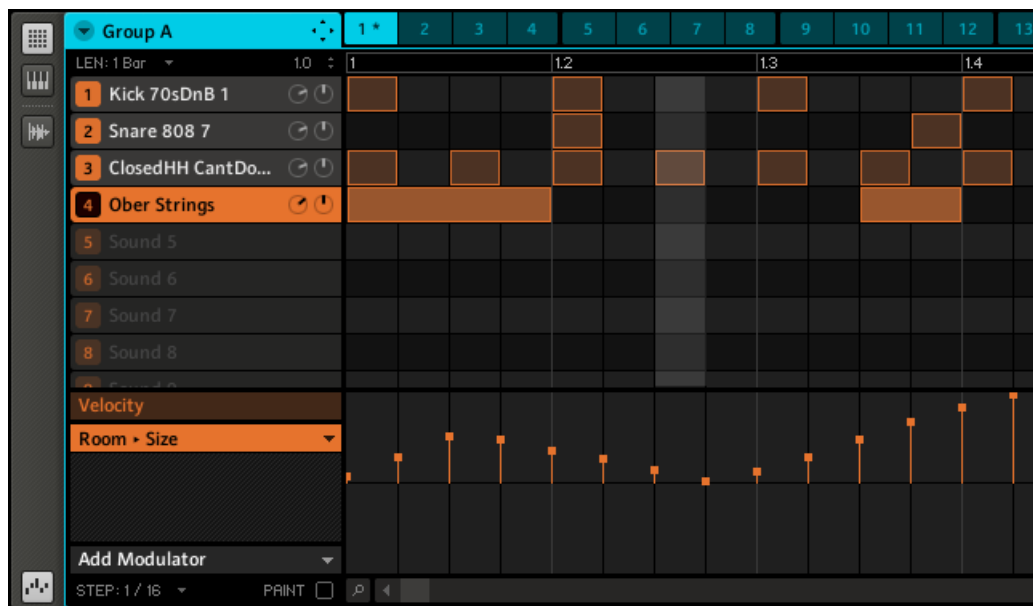 Group A 1 * 2 3 4 5 6 7 8 9 10 11 12 13
LEN: 1 Bar 1.0 1 1.2 1.3 1.4
1 Kick 70sDnB 1
2 Snare 808 7
3 ClosedHH CantDo...
4 Ober Strings
5 Sound 5
6 Sound 6
7 Sound 7
8 Sound 8
9 Sound 9
Velocity
Room ▸ Size
Add Modulator
STEP: 1 / 16 PAINT